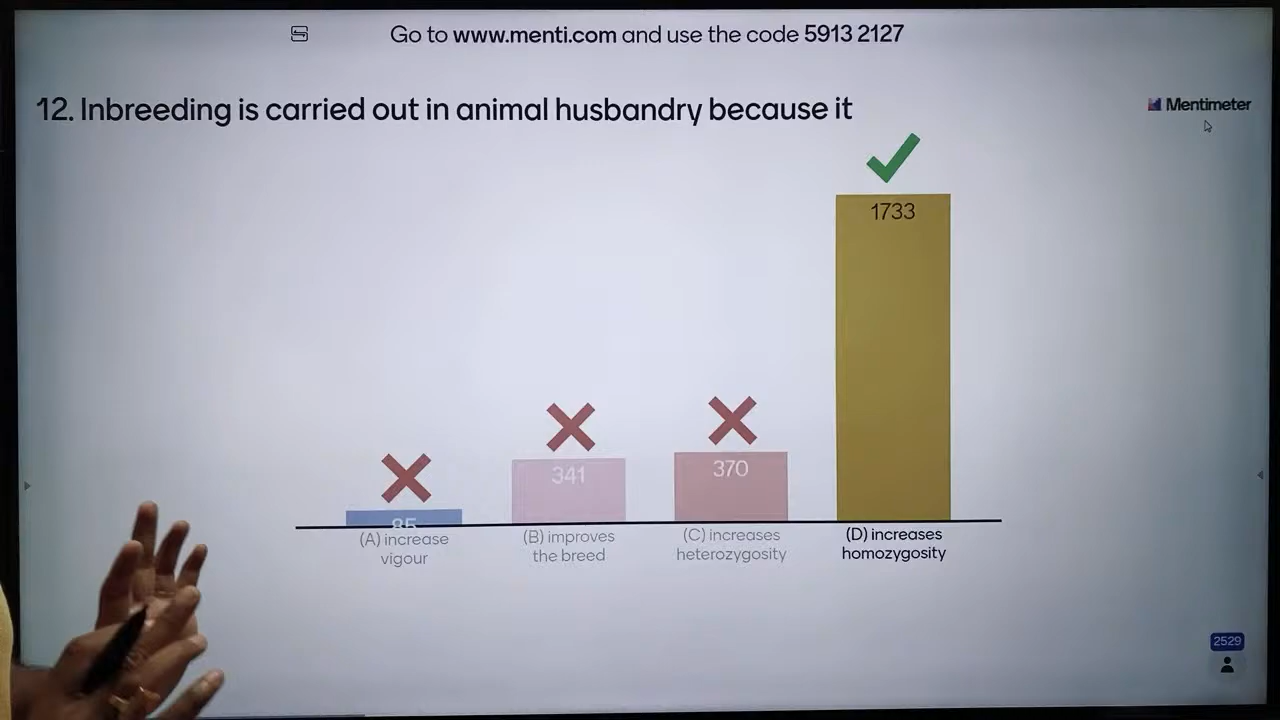 Go to www.menti.com and use the code 5913 2127
12. Inbreeding is carried out in animal husbandry because it
Mentimeter
1733
341
370
85
(A) increase
vigour
(B) improves
the breed
(C) increases
heterozygosity
(D) increases
homozygosity
2529